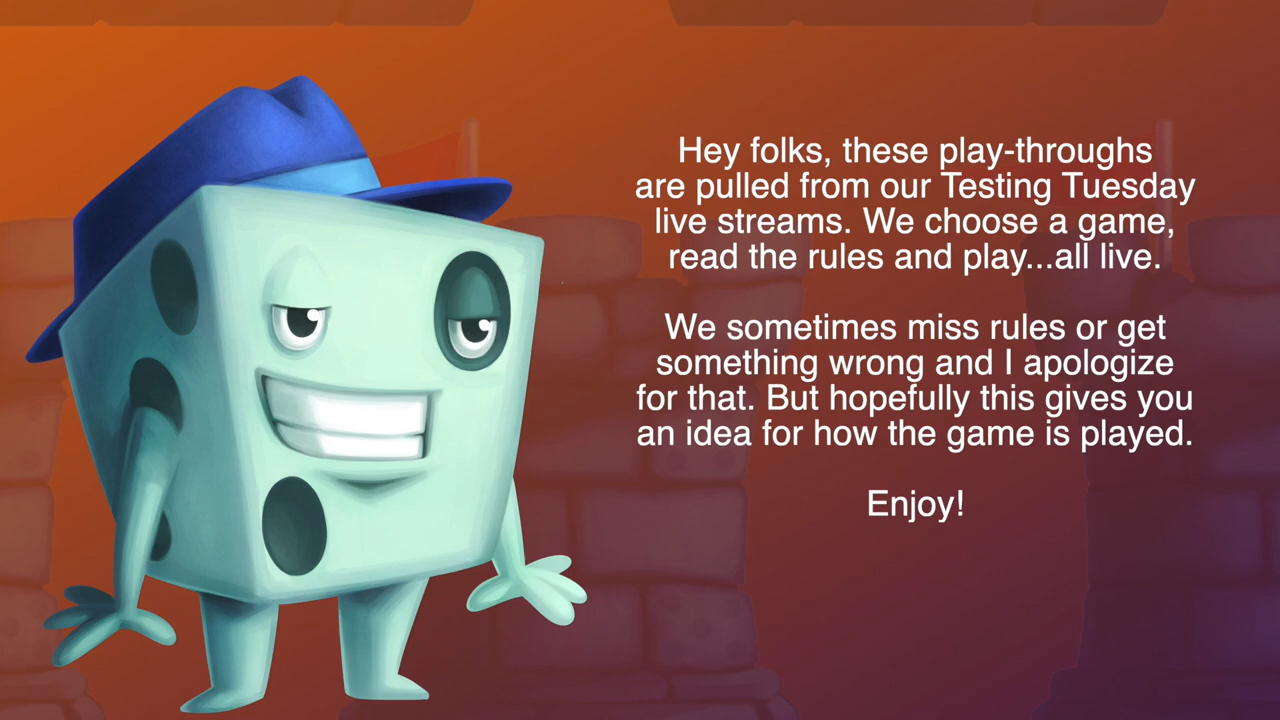 Hey folks, these play-throughs
are pulled from our Testing Tuesday
live streams. We choose a game,
read the rules and play...all live.
We sometimes miss rules or get
something wrong and I apologize
for that. But hopefully this gives you
an idea for how the game is played.
Enjoy!